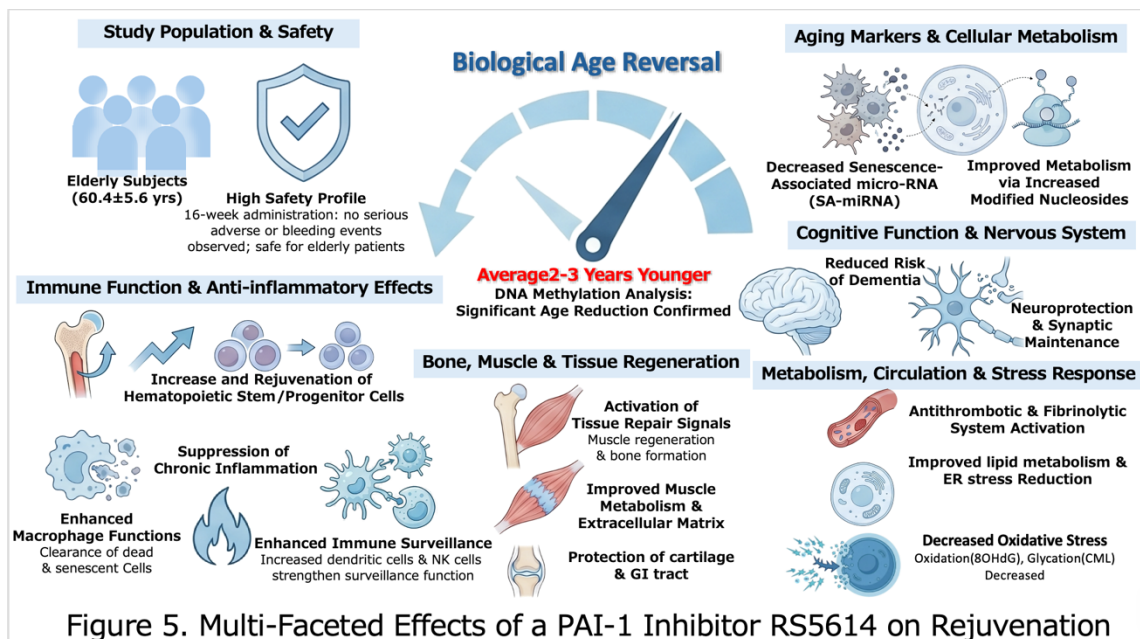 Study Population & Safety
Elderly Subjects
(60.4±5.6 yrs)
High Safety Profile
16-week administration: no serious
adverse or bleeding events
observed; safe for elderly patients
Biological Age Reversal
Average2-3 Years Younger
DNA Methylation Analysis:
Significant Age Reduction Confirmed
Aging Markers & Cellular Metabolism
Decreased Senescence-
Associated micro-RNA
(SA-miRNA)
Improved Metabolism
via Increased
Modified Nucleosides
Cognitive Function & Nervous System
Reduced Risk
of Dementia
Neuroprotection
& Synaptic
Maintenance
Immune Function & Anti-inflammatory Effects
Increase and Rejuvenation of
Hematopoietic Stem/Progenitor Cells
Suppression of
Chronic Inflammation
Enhanced
Macrophage Functions
Clearance of dead
& senescent Cells
Enhanced Immune Surveillance
Increased dendritic cells & NK cells
strengthen surveillance function
Bone, Muscle & Tissue Regeneration
Activation of
Tissue Repair Signals
Muscle regeneration
& bone formation
Improved Muscle
Metabolism &
Extracellular Matrix
Protection of cartilage
& GI tract
Metabolism, Circulation & Stress Response
Antithrombotic & Fibrinolytic
System Activation
Improved lipid metabolism &
ER stress Reduction
Decreased Oxidative Stress
Oxidation(8OHdG), Glycation(CML)
Decreased
Figure 5. Multi-Faceted Effects of a PAI-1 Inhibitor RS5614 on Rejuvenation